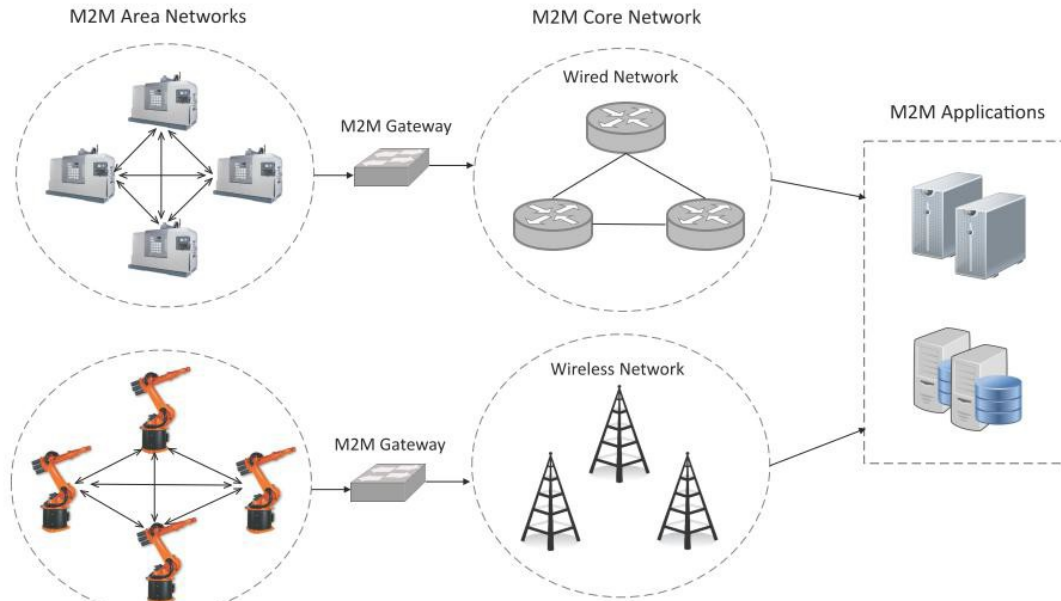 M2M Area Networks
M2M Core Network
Wired Network
M2M Gateway
M2M Applications
Wireless Network
M2M Gateway